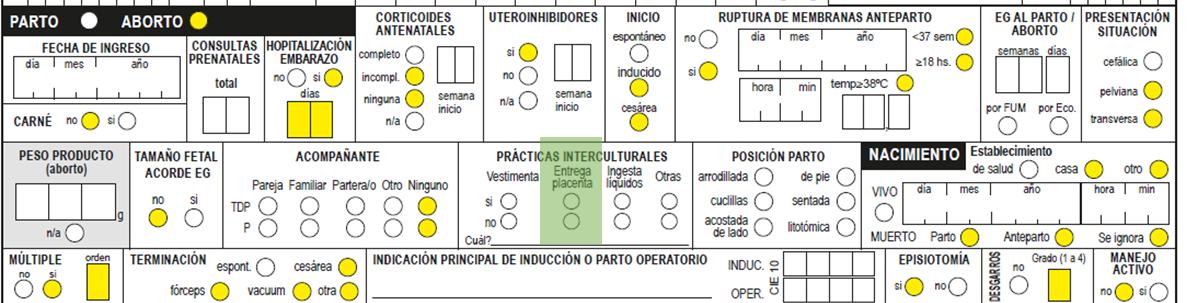 PARTO ABORTO
FECHA DE INGRESO
día mes año
CARNÉ no si
CONSULTAS
PRENATALES
total
HOPITALIZACIÓN
EMBARAZO
no si
días
CORTICOIDES
ANTENATALES
completo
incompl.
ninguna
n/a
semana
inicio
UTEROINHIBIDORES
si
no
n/a
semana
inicio
INICIO
espontáneo
inducido
cesárea
RUPTURA DE MEMBRANAS ANTEPARTO
no
si
día mes año
hora min
<37 sem
≥18 hs.
temp≥38ºC
EG AL PARTO /
ABORTO
semanas días
por FUM por Eco.
PRESENTACIÓN
SITUACIÓN
cefálica
pelviana
transversa
PESO PRODUCTO
(aborto)
g
n/a
TAMAÑO FETAL
ACORDE EG
no si
ACOMPAÑANTE
Pareja Familiar Partera/o Otro Ninguno
TDP
P
PRÁCTICAS INTERCULTURALES
Vestimenta Entrega placenta Ingesta líquidos Otras
si
no
Cuál?
POSICIÓN PARTO
arrodillada de pie
cuclillas sentada
acostada
de lado litotómica
NACIMIENTO Establecimiento
de salud casa otro
VIVO
día mes año hora min
MUERTO Parto Anteparto Se ignora
MÚLTIPLE orden
no si
TERMINACIÓN
espont. cesárea
fórceps vacuum otra
INDICACIÓN PRINCIPAL DE INDUCCIÓN O PARTO OPERATORIO
INDUC.
OPER.
CIE 10
EPISIOTOMÍA
si no
DESGARROS
no
Grado (1 a 4)
MANEJO
ACTIVO
no si